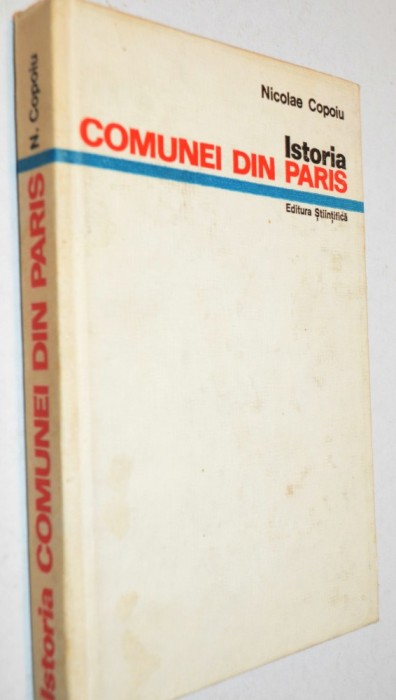 Nicolae Copoiu
Istoria
COMUNEI DIN PARIS
Editura Științifică
Istoria COMUNEI DIN PARIS N. Copoiu